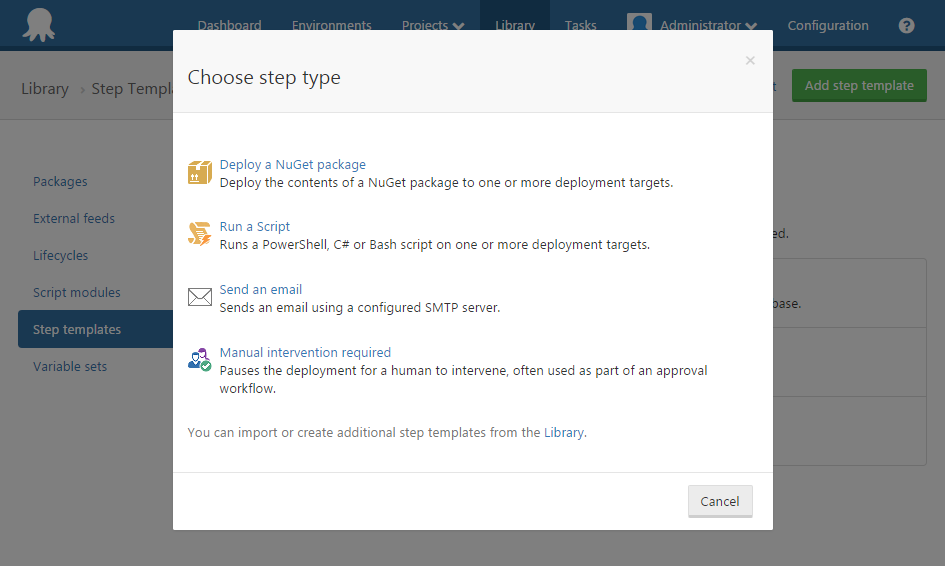 Dashboard Environments Projects Library Tasks Administrator Configuration ?
Library › Step Templa
Add step template
Choose step type
×
Deploy a NuGet package
Deploy the contents of a NuGet package to one or more deployment targets.
Run a Script
Runs a PowerShell, C# or Bash script on one or more deployment targets.
Send an email
Sends an email using a configured SMTP server.
Manual intervention required
Pauses the deployment for a human to intervene, often used as part of an approval
workflow.
You can import or create additional step templates from the Library.
Cancel
Packages
External feeds
Lifecycles
Script modules
Step templates
Variable sets
ed.
base.